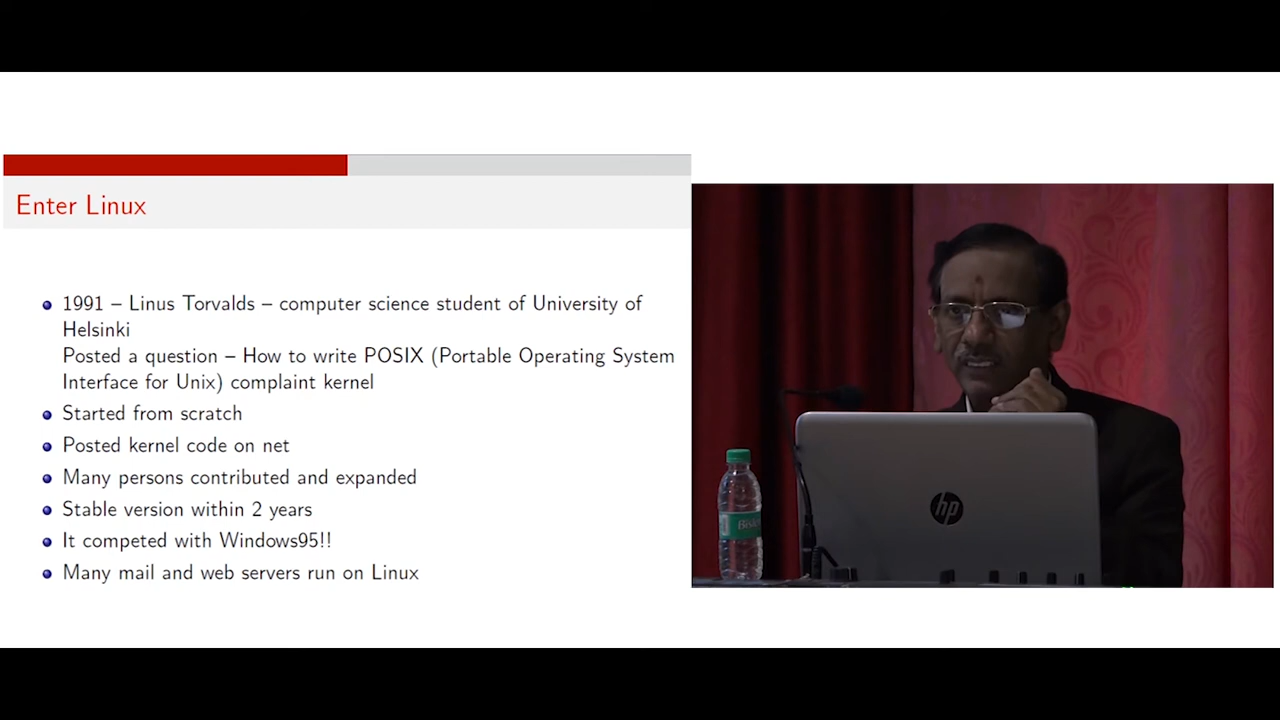 Enter Linux
1991 – Linus Torvalds – computer science student of University of
Helsinki
Posted a question – How to write POSIX (Portable Operating System
Interface for Unix) complaint kernel
Started from scratch
Posted kernel code on net
Many persons contributed and expanded
Stable version within 2 years
It competed with Windows95!!
Many mail and web servers run on Linux
hp